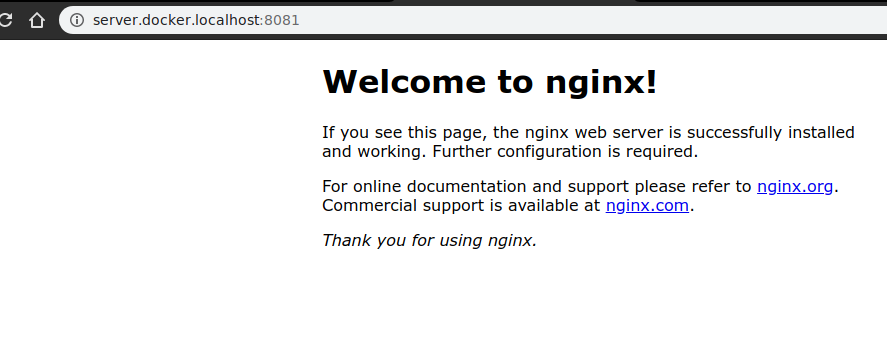 server.docker.localhost:8081
Welcome to nginx!
If you see this page, the nginx web server is successfully installed
and working. Further configuration is required.
For online documentation and support please refer to nginx.org.
Commercial support is available at nginx.com.
Thank you for using nginx.